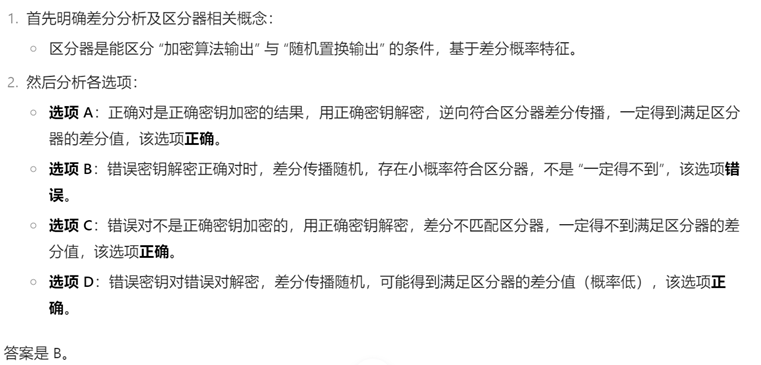 1. 首先明确差分分析及区分器相关概念：
○ 区分器是能区分 “加密算法输出” 与 “随机置换输出” 的条件，基于差分概率特征。
2. 然后分析各选项：
○ 选项 A：正确对是正确密钥加密的结果，用正确密钥解密，逆向符合区分器差分传播，一定得到满足区分
器的差分值，该选项正确。
○ 选项 B：错误密钥解密正确对时，差分传播随机，存在小概率符合区分器，不是 “一定得不到”，该选项错
误。
○ 选项 C：错误对不是正确密钥加密的，用正确密钥解密，差分不匹配区分器，一定得不到满足区分器的差
分值，该选项正确。
○ 选项 D：错误密钥对错误对解密，差分传播随机，可能得到满足区分器的差分值（概率低），该选项正
确。
答案是 B。